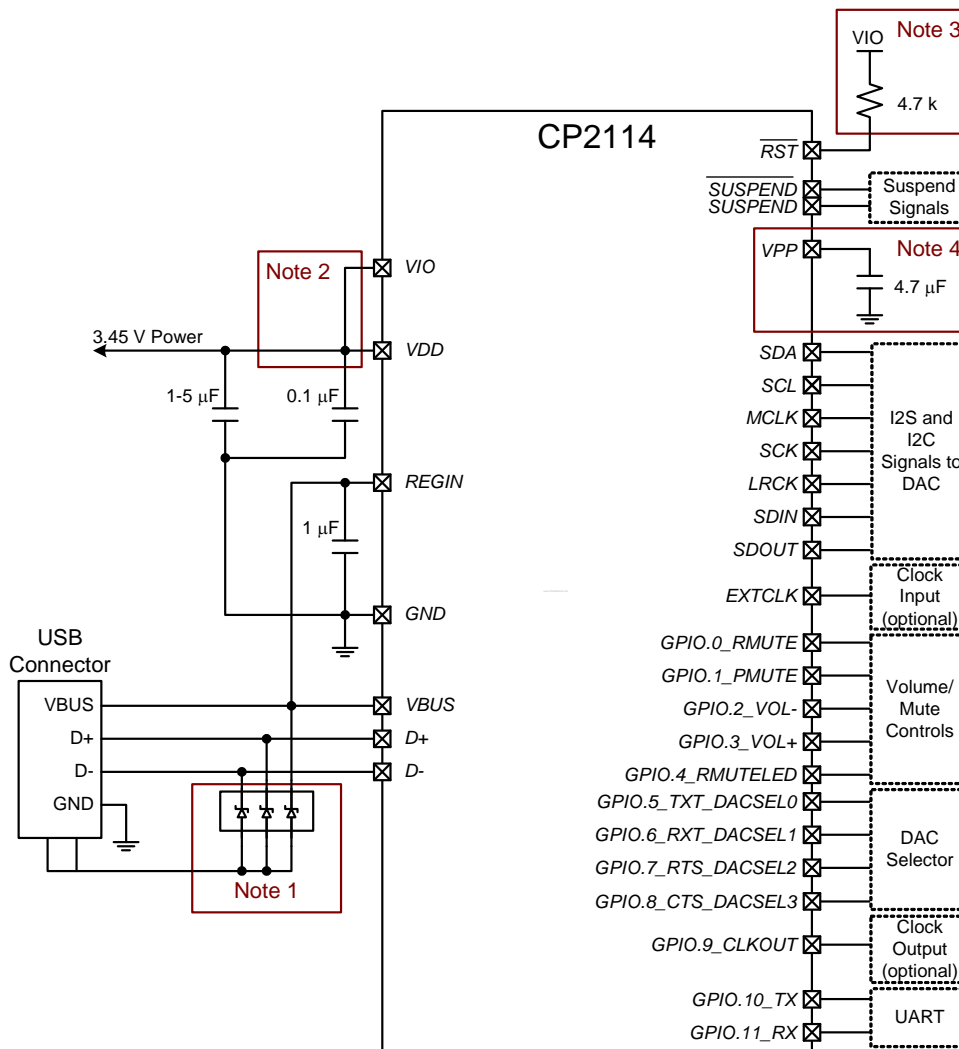 Note 3
VIO
4.7 k
CP2114
RST
SUSPEND
SUSPEND
Suspend
Signals
Note 4
VPP
4.7 μF
Note 2
VIO
3.45 V Power
VDD
1-5 μF
0.1 μF
REGIN
1 μF
GND
SDA
SCL
MCLK
SCK
LRCK
SDIN
SDOUT
I2S and
I2C
Signals to
DAC
EXTCLK
Clock
Input
(optional)
USB
Connector
VBUS
D+
D-
GND
VBUS
D+
D-
Note 1
GPIO.0_RMUTE
GPIO.1_PMUTE
GPIO.2_VOL-
GPIO.3_VOL+
GPIO.4_RMUTELED
Volume/
Mute
Controls
GPIO.5_TXT_DACSEL0
GPIO.6_RXT_DACSEL1
GPIO.7_RTS_DACSEL2
GPIO.8_CTS_DACSEL3
DAC
Selector
GPIO.9_CLKOUT
Clock
Output
(optional)
GPIO.10_TX
GPIO.11_RX
UART